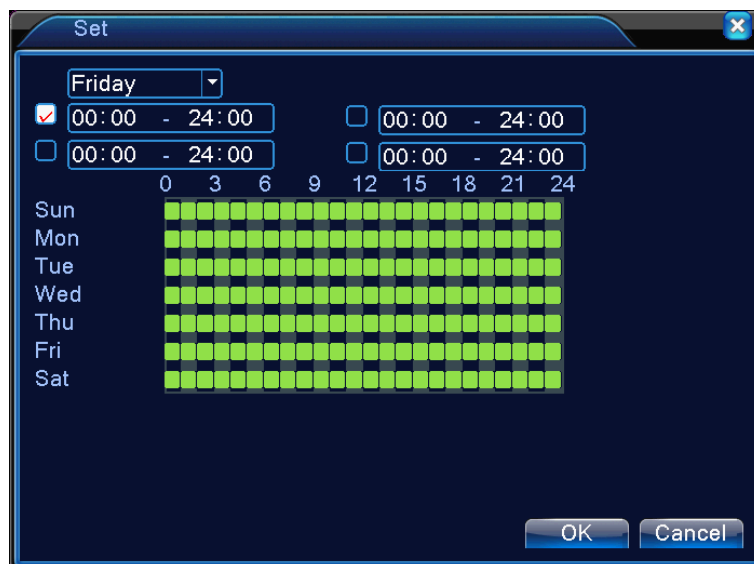 Set
Friday
00:00 - 24:00 00:00 - 24:00
00:00 - 24:00 00:00 - 24:00
0 3 6 9 12 15 18 21 24
Sun
Mon
Tue
Wed
Thu
Fri
Sat
OK Cancel